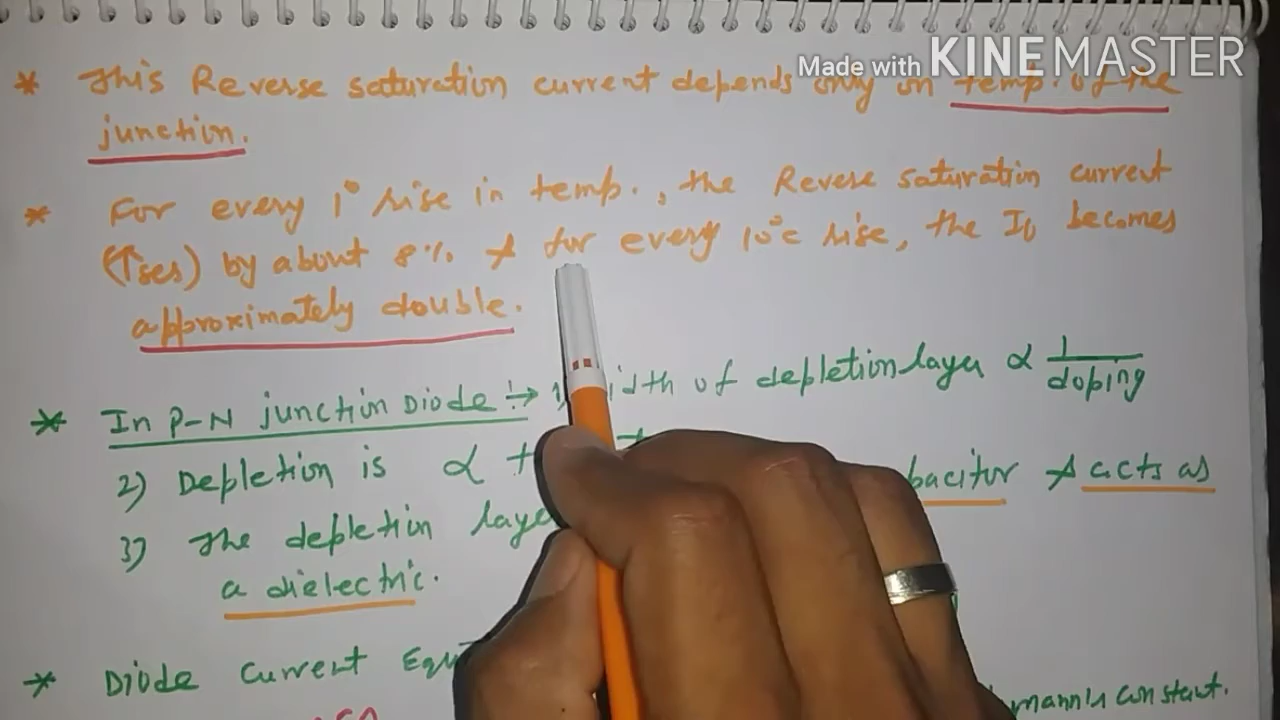 Made with KINEMASTER
* This Reverse saturation current depends only on temp. of the
junction.
* For every 1° rise in temp., the Reverse saturation current
(↑ses) by about 8% & for every 10°c rise, the I0 becomes
approximately double.
* In P-N junction Diode :→ 1) width of depletion layer ∝ 1/doping
2) Depletion is ∝
3) The depletion layer acts as
a dielectric.
* Diode Current
constant.